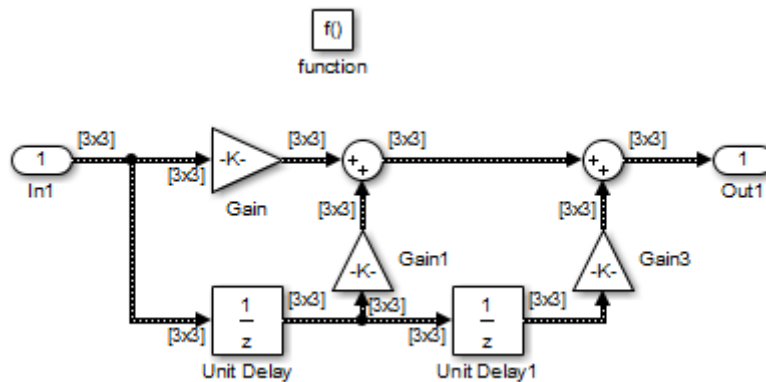 f()
function
[3x3]
[3x3]
[3x3]
[3x3]
[3x3]
1
-K-
+
+
+
+
1
In1
[3x3]
Gain
[3x3]
[3x3]
Out1
-K-
Gain1
-K-
Gain3
[3x3]
1
z
[3x3]
[3x3]
[3x3]
1
z
[3x3]
Unit Delay
Unit Delay1